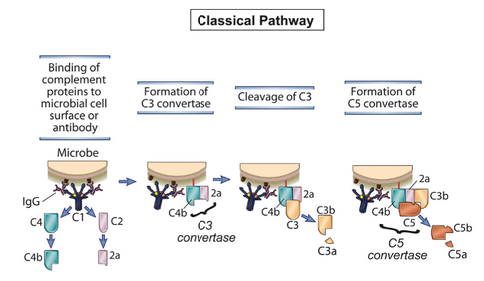 Classical Pathway
Binding of
complement
proteins to
microbial cell
surface or
antibody
Formation of
C3 convertase
Cleavage of C3
Formation of
C5 convertase
Microbe
IgG
C1
C4
C2
C4b
2a
2a
C4b
C3
convertase
2a
C4b
C3
C3b
C3a
2a
C3b
C4b
C5
C5
convertase
C5b
C5a